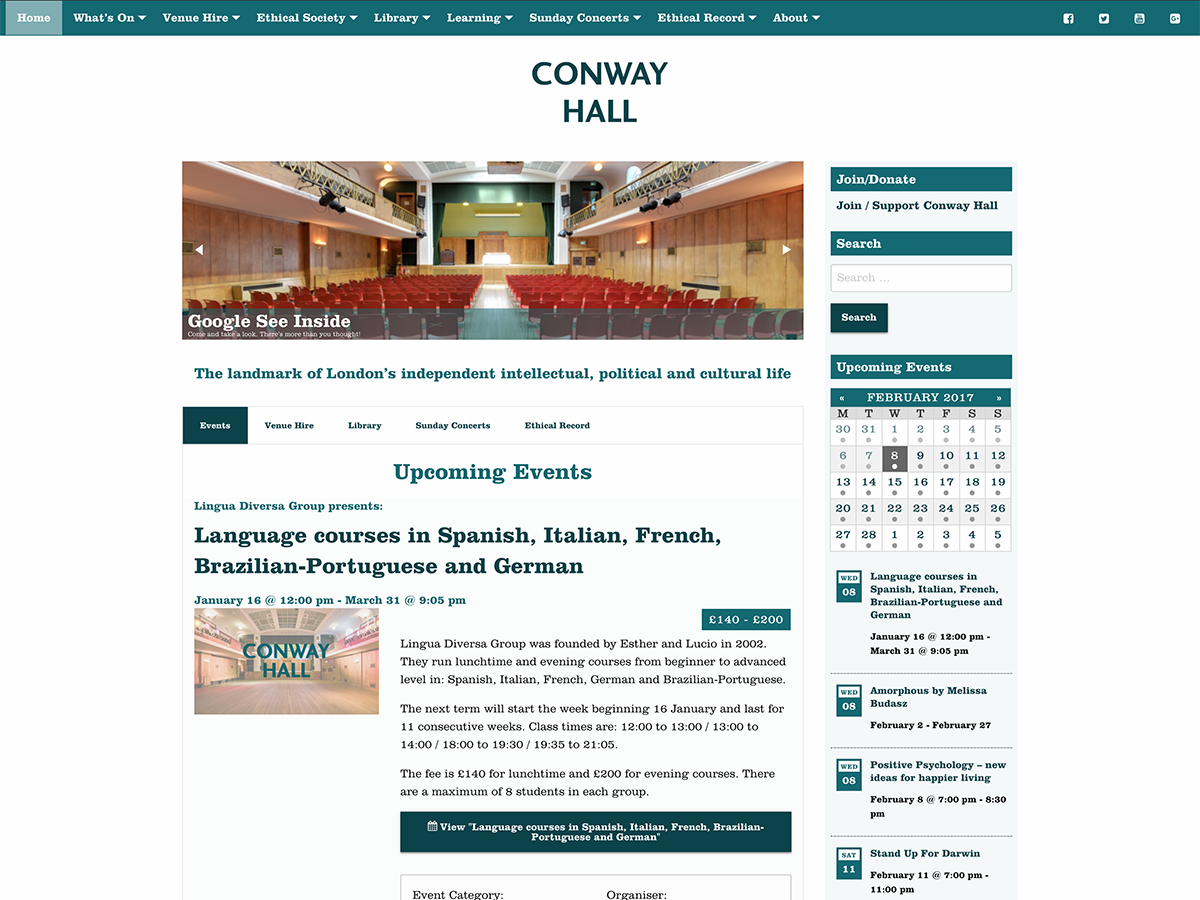 Home What's On Venue Hire Ethical Society Library Learning Sunday Concerts Ethical Record About
CONWAY
HALL
Google See Inside
Come and take a look. There's more than you thought!
The landmark of London's independent intellectual, political and cultural life
Events Venue Hire Library Sunday Concerts Ethical Record
Upcoming Events
Lingua Diversa Group presents:
Language courses in Spanish, Italian, French,
Brazilian-Portuguese and German
January 16 @ 12:00 pm - March 31 @ 9:05 pm
CONWAY
HALL
£140 - £200
Lingua Diversa Group was founded by Esther and Lucio in 2002.
They run lunchtime and evening courses from beginner to advanced
level in: Spanish, Italian, French, German and Brazilian-Portuguese.
The next term will start the week beginning 16 January and last for
11 consecutive weeks. Class times are: 12:00 to 13:00 / 13:00 to
14:00 / 18:00 to 19:30 / 19:35 to 21:05.
The fee is £140 for lunchtime and £200 for evening courses. There
are a maximum of 8 students in each group.
View "Language courses in Spanish, Italian, French, Brazilian-
Portuguese and German"
Event Category: Organiser:
Join/Donate
Join / Support Conway Hall
Search
Search ...
Search
Upcoming Events
« FEBRUARY 2017 »
M T W T F S S
30 31 1 2 3 4 5
6 7 8 9 10 11 12
13 14 15 16 17 18 19
20 21 22 23 24 25 26
27 28 1 2 3 4 5
WED
08
Language courses in
Spanish, Italian, French,
Brazilian-Portuguese and
German
January 16 @ 12:00 pm -
March 31 @ 9:05 pm
WED
08
Amorphous by Melissa
Budasz
February 2 - February 27
WED
08
Positive Psychology – new
ideas for happier living
February 8 @ 7:00 pm - 8:30
pm
SAT
11
Stand Up For Darwin
February 11 @ 7:00 pm -
11:00 pm